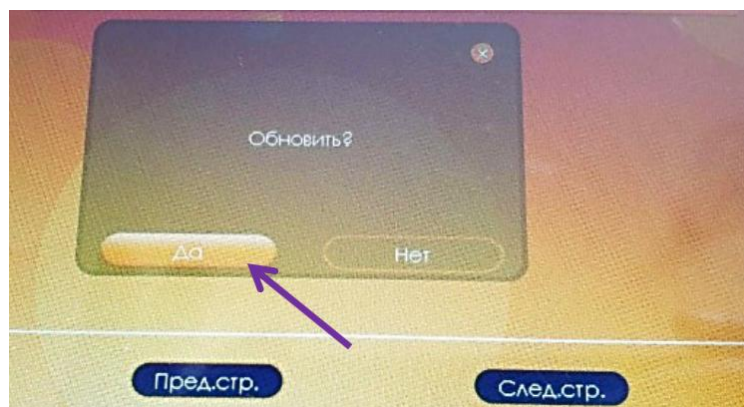 Обновить?
Да
Нет
Пред.стр.
След.стр.